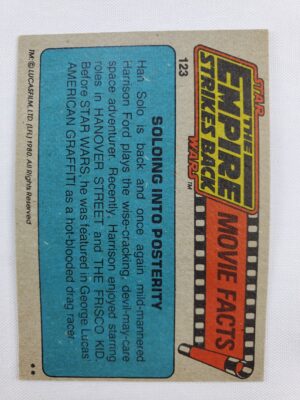 STAR
THE
EMPIRE
STRIKES BACK
WARS™
MOVIE FACTS
123
SOLOING INTO POSTERITY
Han Solo is back and once again mild-mannered
Harrison Ford plays the wise-cracking, devil-may-care
space adventurer. Recently, Harrison enjoyed starring
roles in HANOVER STREET and THE FRISCO KID.
Before STAR WARS, he was featured in George Lucas'
AMERICAN GRAFFITI as a hot-blooded drag racer.
TM: © LUCASFILM, LTD. (LFL) 1980. All Rights Reserved
**